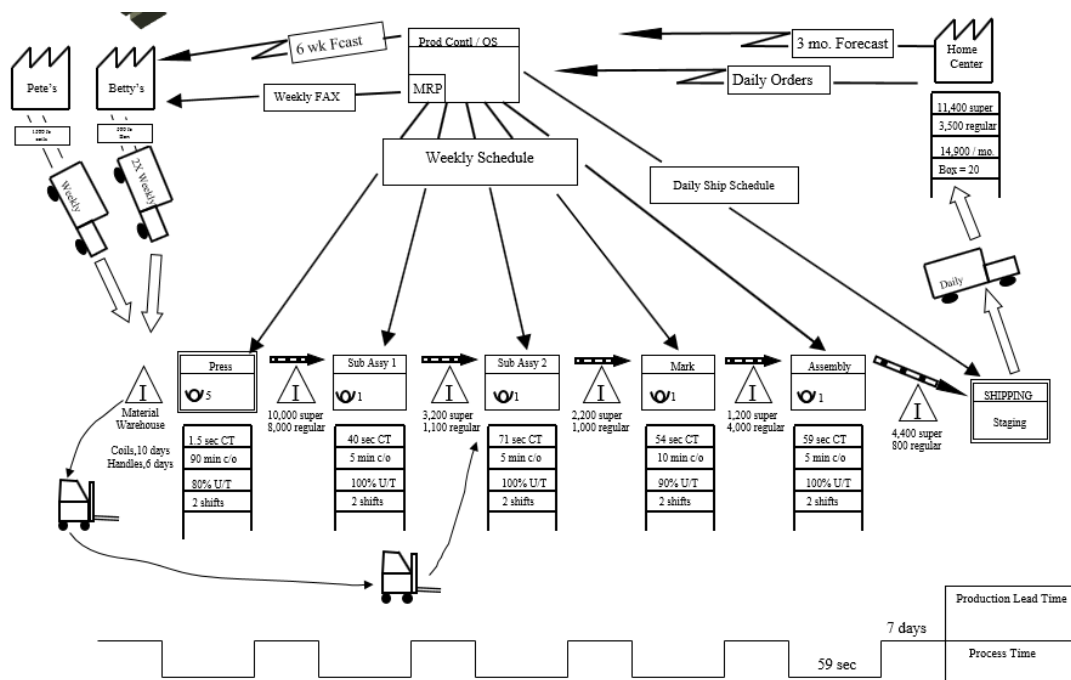 6 wk Fcast
Prod Contl / OS
MRP
3 mo. Forecast
Home
Center
Daily Orders
Pete's
Betty's
Weekly FAX
11,400 super
3,500 regular
14,900 / mo.
Box = 20
Weekly
2X Weekly
Weekly Schedule
Daily Ship Schedule
Daily
I
Material
Warehouse
Coils,10 days
Handles,6 days
Press
5
1.5 sec CT
90 min c/o
80% U/T
2 shifts
I
10,000 super
8,000 regular
Sub Assy 1
1
40 sec CT
5 min c/o
100% U/T
2 shifts
I
3,200 super
1,100 regular
Sub Assy 2
1
71 sec CT
5 min c/o
100% U/T
2 shifts
I
2,200 super
1,000 regular
Mark
1
54 sec CT
10 min c/o
90% U/T
2 shifts
I
1,200 super
4,000 regular
Assembly
1
59 sec CT
5 min c/o
100% U/T
2 shifts
I
4,400 super
800 regular
SHIPPING
Staging
Production Lead Time
7 days
Process Time
59 sec